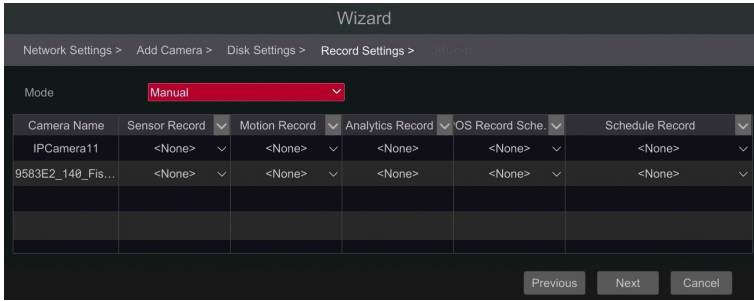 Wizard
Network Settings > Add Camera > Disk Settings > Record Settings >
Mode Manual
Camera Name Sensor Record Motion Record Analytics Record OS Record Sche. Schedule Record
IPCamera11 <None> <None> <None> <None> <None>
9583E2_140_Fis... <None> <None> <None> <None> <None>
Previous Next Cancel